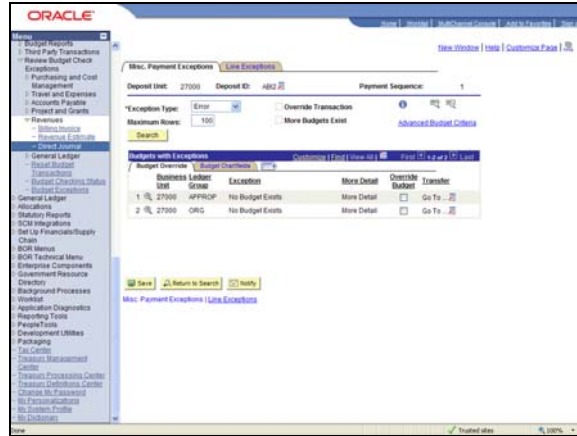 ORACLE
Home | Worklist | MultiChannel Console | Add to Favorites | Sign
Menu
Budget Reports
Third Party Transactions
Review Budget Check
Exceptions
Purchasing and Cost
Management
Travel and Expenses
Accounts Payable
Project and Grants
Revenues
– Billing Invoice
– Revenue Estimate
– Direct Journal
General Ledger
– Reset Budget
Transactions
– Budget Checking Status
– Budget Exceptions
General Ledger
Allocations
Statutory Reports
SCM Integrations
Set Up Financials/Supply
Chain
BOR Menus
BOR Technical Menu
Enterprise Components
Government Resource
Directory
Background Processes
Worklist
Application Diagnostics
Reporting Tools
PeopleTools
Development Utilities
Packaging
– Tax Center
– Treasury Management
Center
– Treasury Processing Center
– Treasury Definitions Center
– Change My Password
– My Personalizations
– My System Profile
– My Dictionary
New Window | Help | Customize Page |
Misc. Payment Exceptions Line Exceptions
Deposit Unit: 27000 Deposit ID: AB2 Payment Sequence: 1
*Exception Type: Error Override Transaction
Maximum Rows: 100 More Budgets Exist Advanced Budget Criteria
Search
Budgets with Exceptions Customize | Find | View All | First 1-2 of 2 Last
Budget Override Budget Chartfields
Business Unit Ledger Group Exception More Detail Override Budget Transfer
1 27000 APPROP No Budget Exists More Detail Go To ...
2 27000 ORG No Budget Exists More Detail Go To ...
Save Return to Search Notify
Misc. Payment Exceptions | Line Exceptions
Done Trusted sites 100%